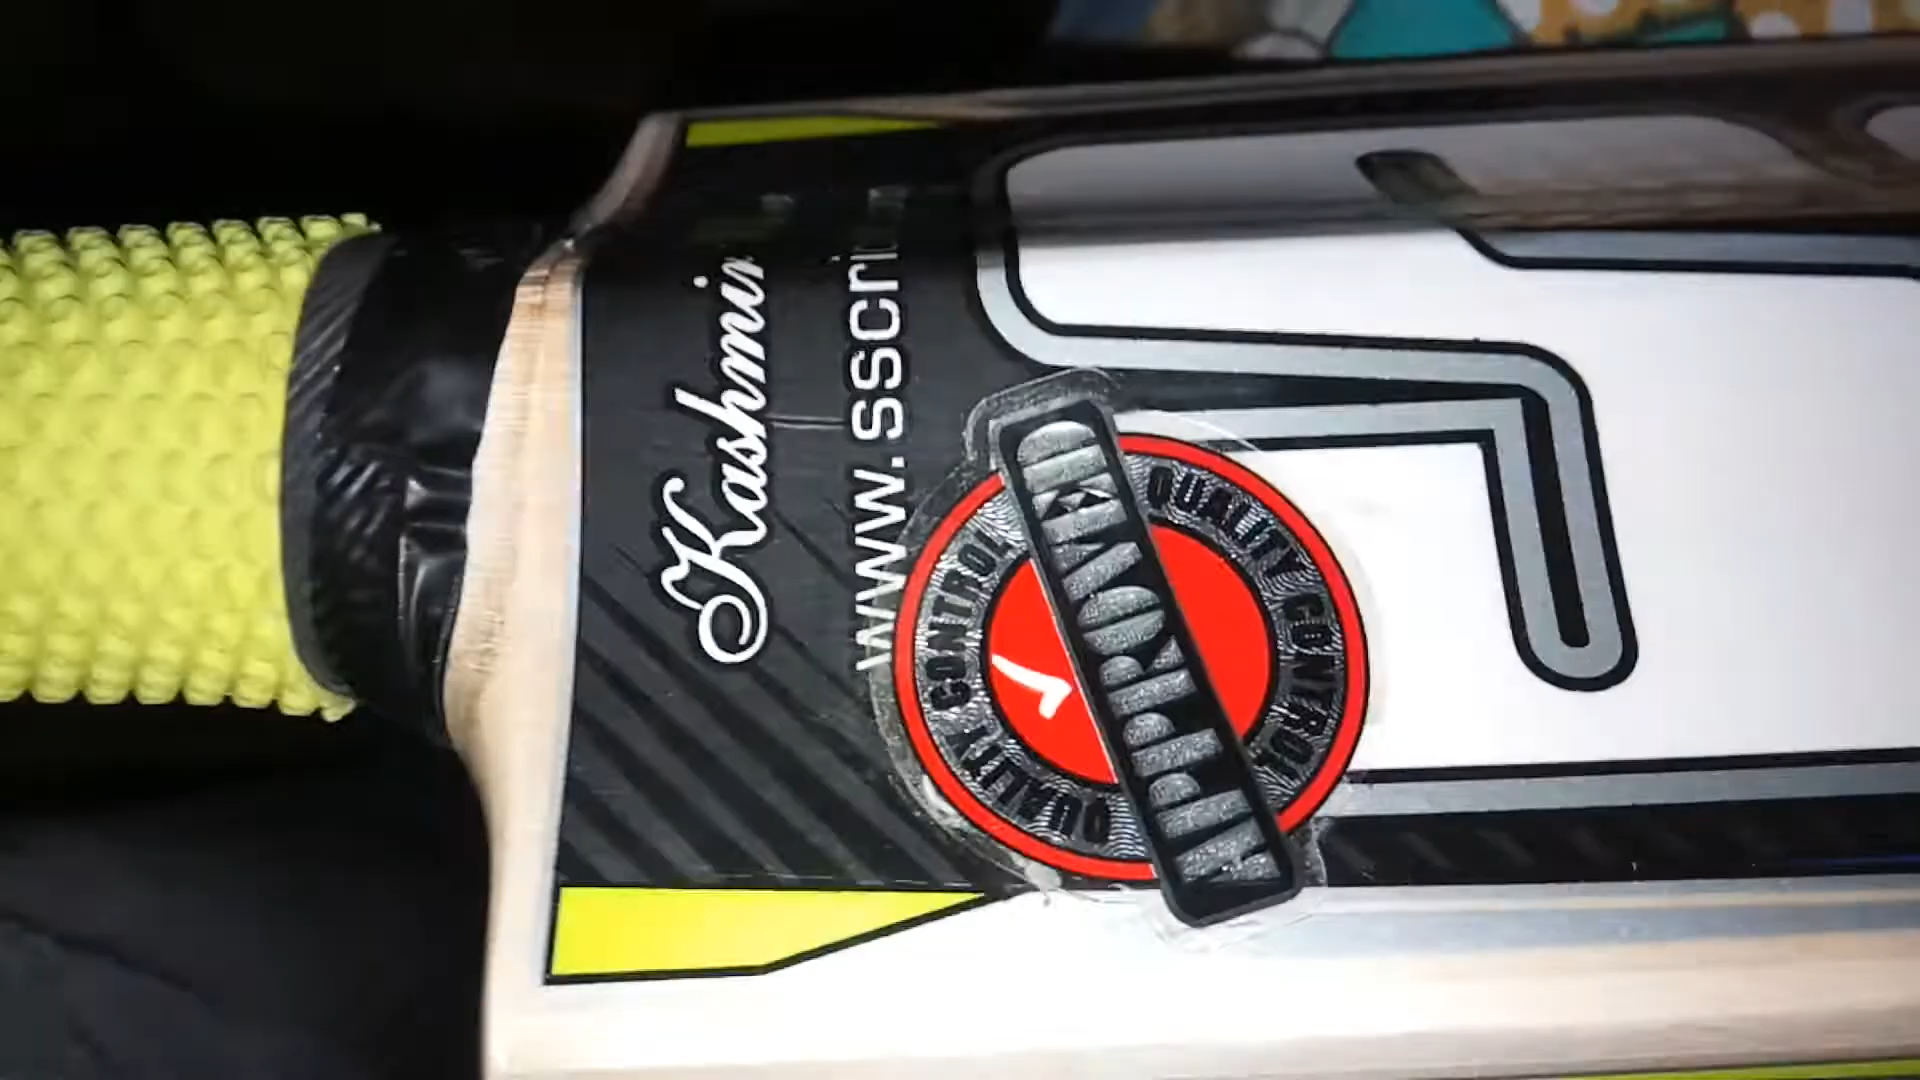 Kashmir
www.sscri
QUALITY CONTROL
APPROVED
QUALITY CONTROL